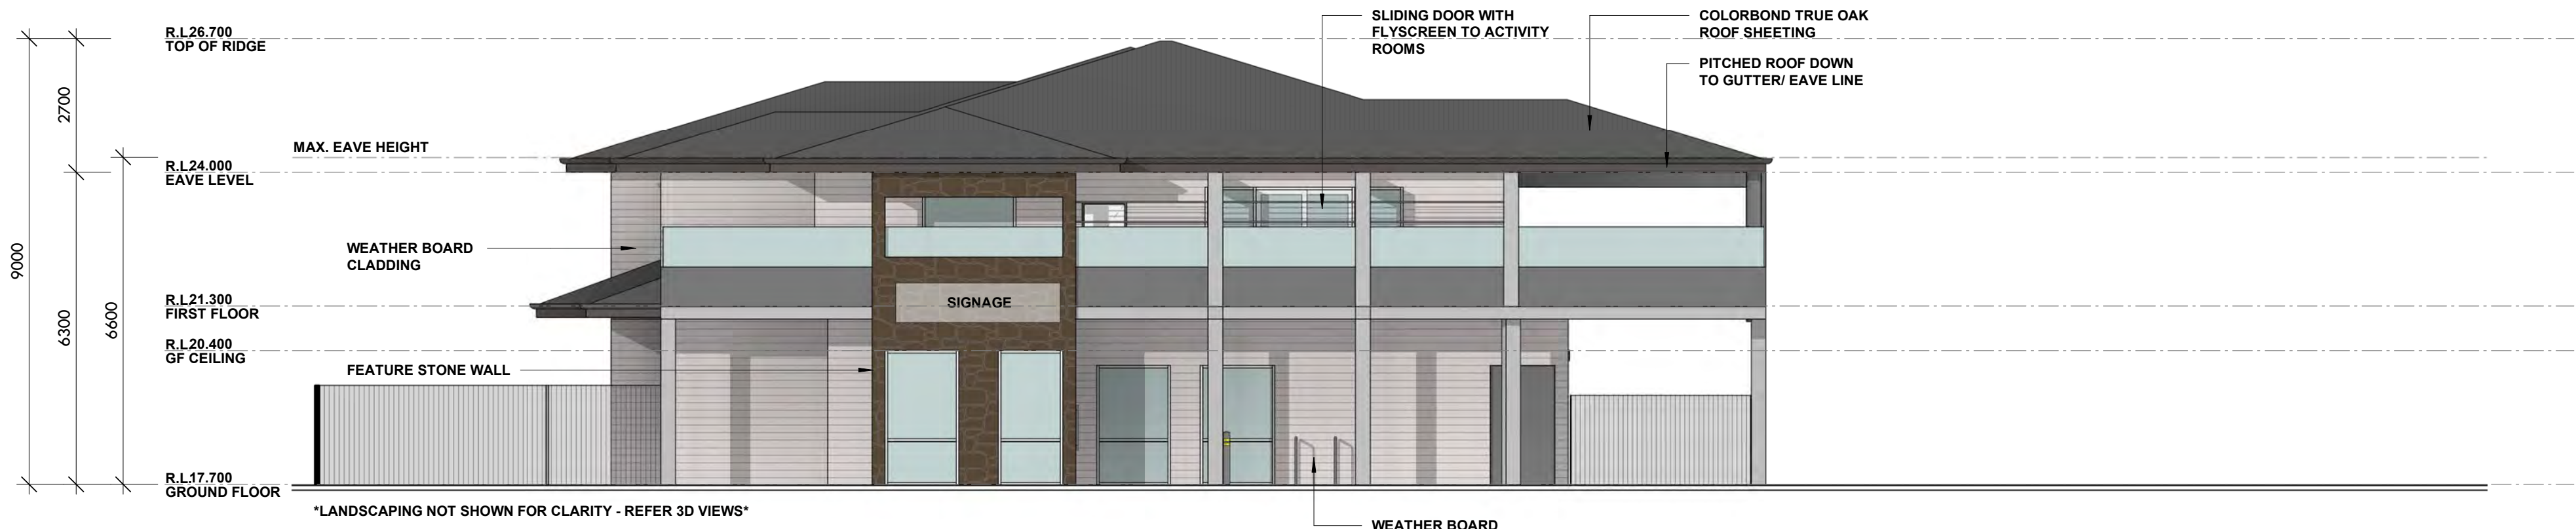 SLIDING DOOR WITH
FLYSCREEN TO ACTIVITY
ROOMS
COLORBOND TRUE OAK
ROOF SHEETING
PITCHED ROOF DOWN
TO GUTTER/ EAVE LINE
R.L26.700
TOP OF RIDGE
2700
MAX. EAVE HEIGHT
R.L24.000
EAVE LEVEL
9000
6300
6600
WEATHER BOARD
CLADDING
R.L21.300
FIRST FLOOR
SIGNAGE
R.L20.400
GF CEILING
FEATURE STONE WALL
R.L17.700
GROUND FLOOR
*LANDSCAPING NOT SHOWN FOR CLARITY - REFER 3D VIEWS*
WEATHER BOARD